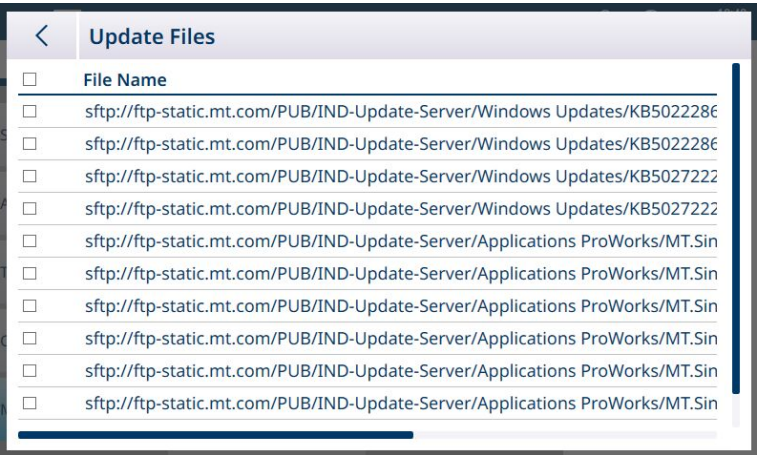 Update Files
File Name
sftp://ftp-static.mt.com/PUB/IND-Update-Server/Windows Updates/KB5022286
sftp://ftp-static.mt.com/PUB/IND-Update-Server/Windows Updates/KB5022286
sftp://ftp-static.mt.com/PUB/IND-Update-Server/Windows Updates/KB5027222
sftp://ftp-static.mt.com/PUB/IND-Update-Server/Windows Updates/KB5027222
sftp://ftp-static.mt.com/PUB/IND-Update-Server/Applications ProWorks/MT.Sin
sftp://ftp-static.mt.com/PUB/IND-Update-Server/Applications ProWorks/MT.Sin
sftp://ftp-static.mt.com/PUB/IND-Update-Server/Applications ProWorks/MT.Sin
sftp://ftp-static.mt.com/PUB/IND-Update-Server/Applications ProWorks/MT.Sin
sftp://ftp-static.mt.com/PUB/IND-Update-Server/Applications ProWorks/MT.Sin
sftp://ftp-static.mt.com/PUB/IND-Update-Server/Applications ProWorks/MT.Sin